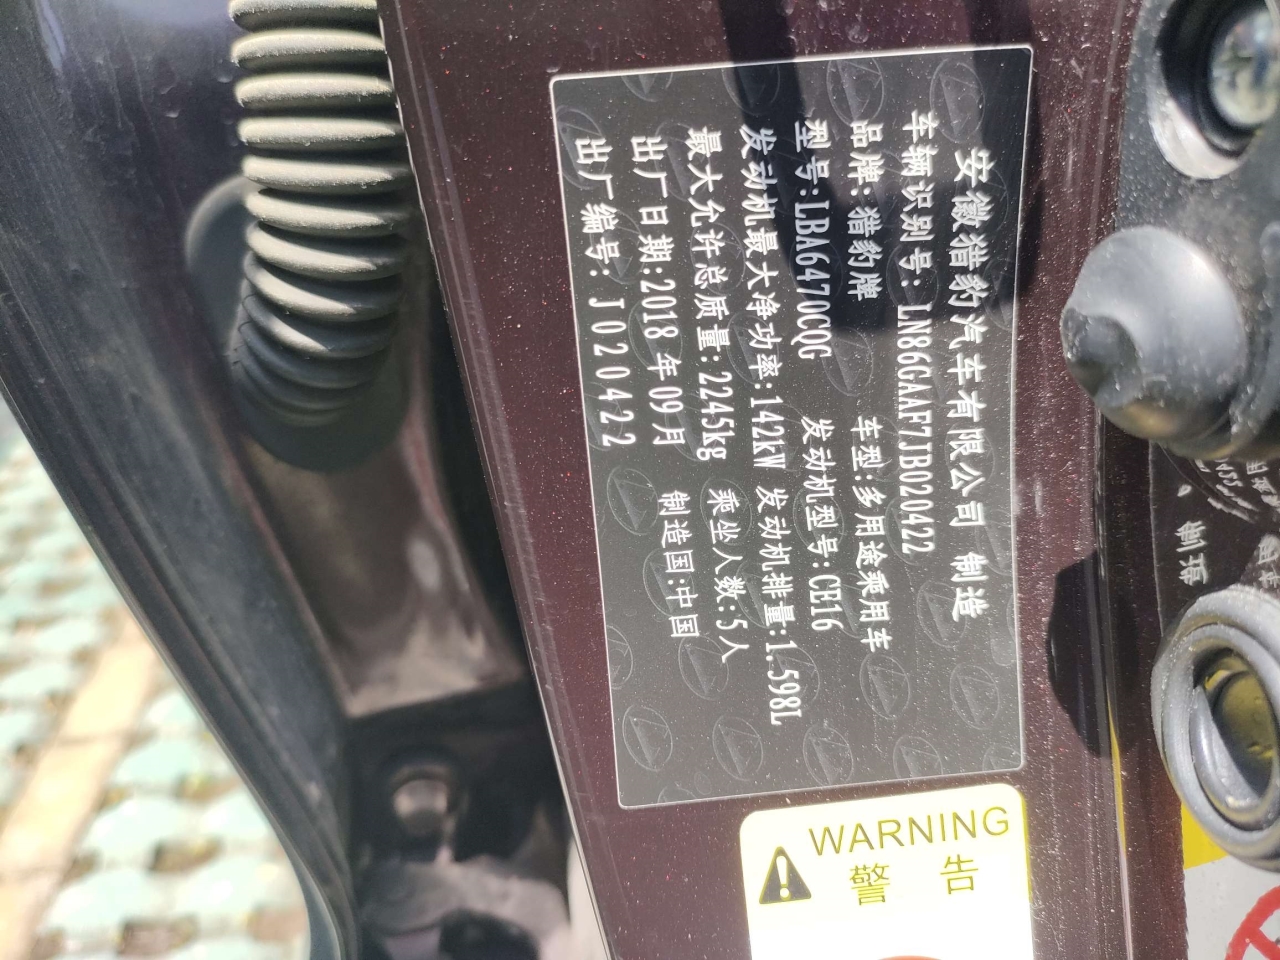 安徽猎豹汽车有限公司 制造
车辆识别号: LN86GAAF7JB020422
品牌: 猎豹牌 车型:多用途乘用车
型号:LBA6470CQG 发动机型号:CE16
发动机最大净功率:142kW 发动机排量:1.598L
最大允许总质量: 2245kg 乘坐人数:5人
出厂日期:2018年09月 制造国:中国
出厂编号: J020422
WARNING
警 告